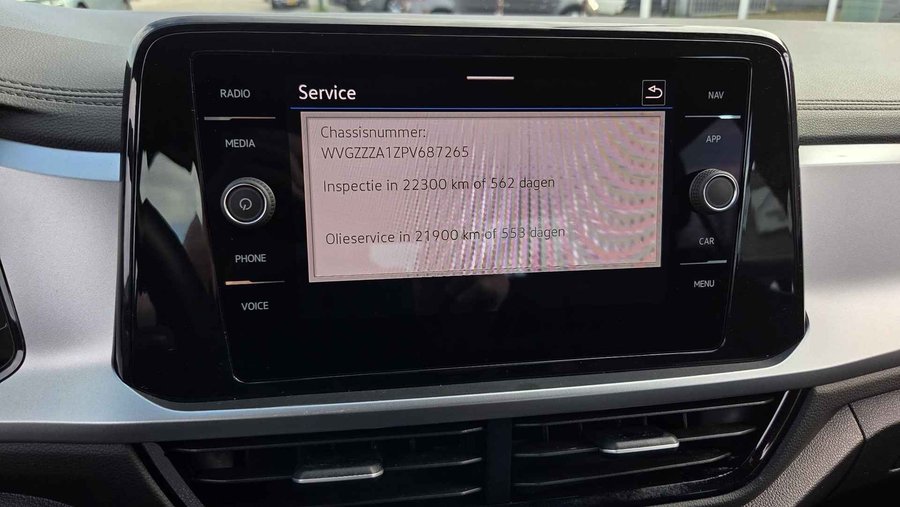 RADIO
MEDIA
PHONE
VOICE
Service
Chassisnummer:
WVGZZZA1ZPV687265
Inspectie in 22300 km of 562 dagen
Olieservice in 21900 km of 553 dagen
NAV
APP
CAR
MENU